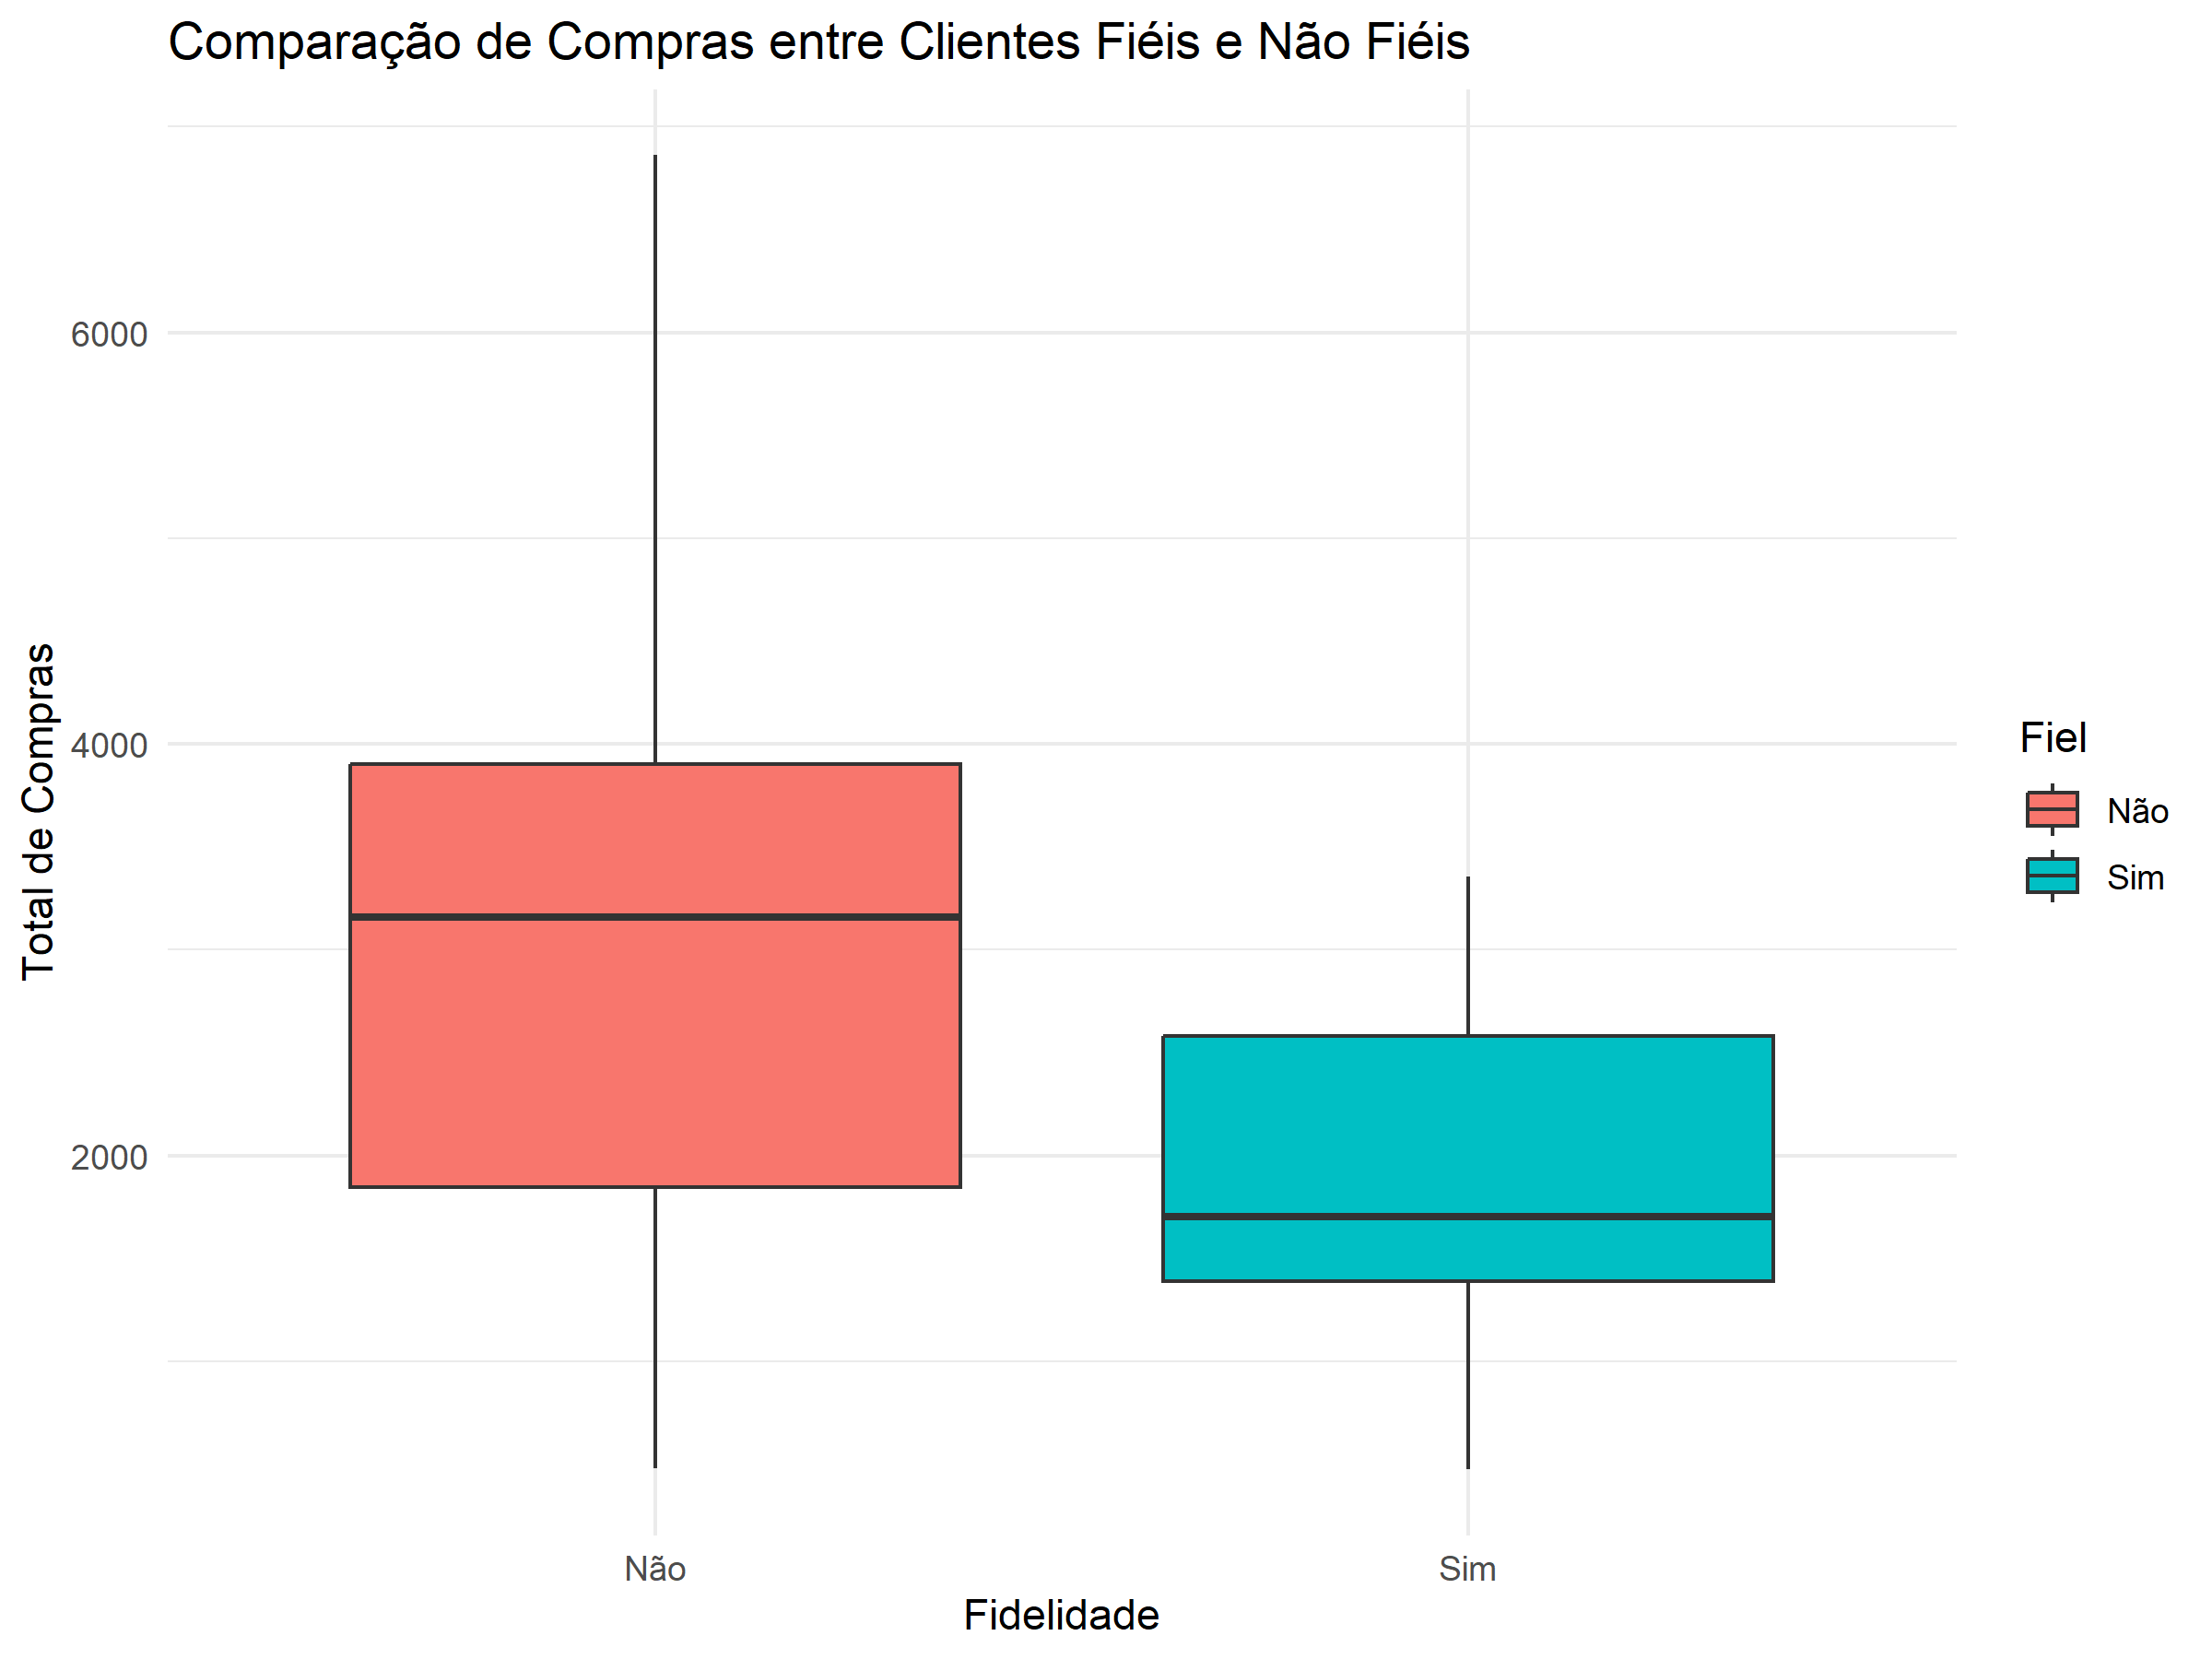 Comparação de Compras entre Clientes Fiéis e Não Fiéis
Total de Compras
6000
4000
2000
Não
Sim
Fidelidade
Fiel
Não
Sim